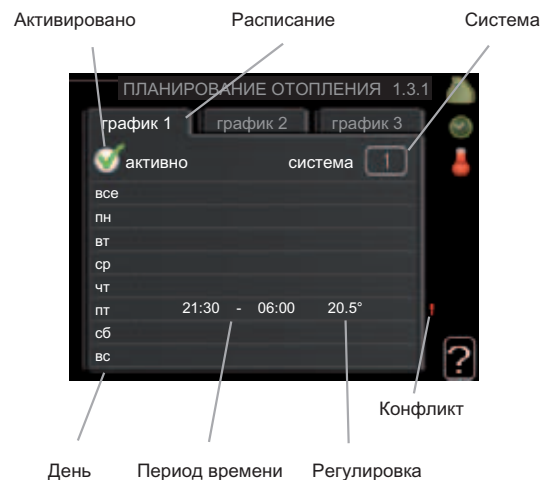 Активировано Расписание Система
ПЛАНИРОВАНИЕ ОТОПЛЕНИЯ 1.3.1
график 1 график 2 график 3
активно система 1
все
пн
вт
ср
чт
пт 21:30 - 06:00 20.5° !
сб
вс
?
Конфликт
День Период времени Регулировка